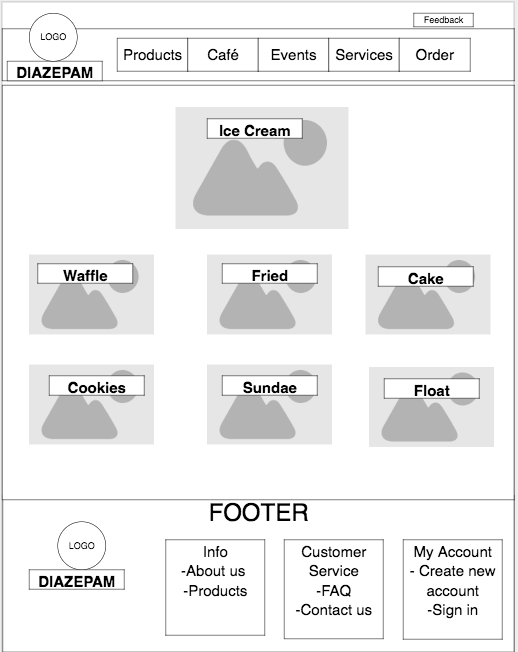 Feedback
LOGO
DIAZEPAM
Products Café Events Services Order
Ice Cream
Waffle Fried Cake
Cookies Sundae Float
FOOTER
LOGO
DIAZEPAM
Info
-About us
-Products
Customer
Service
-FAQ
-Contact us
My Account
- Create new
account
-Sign in